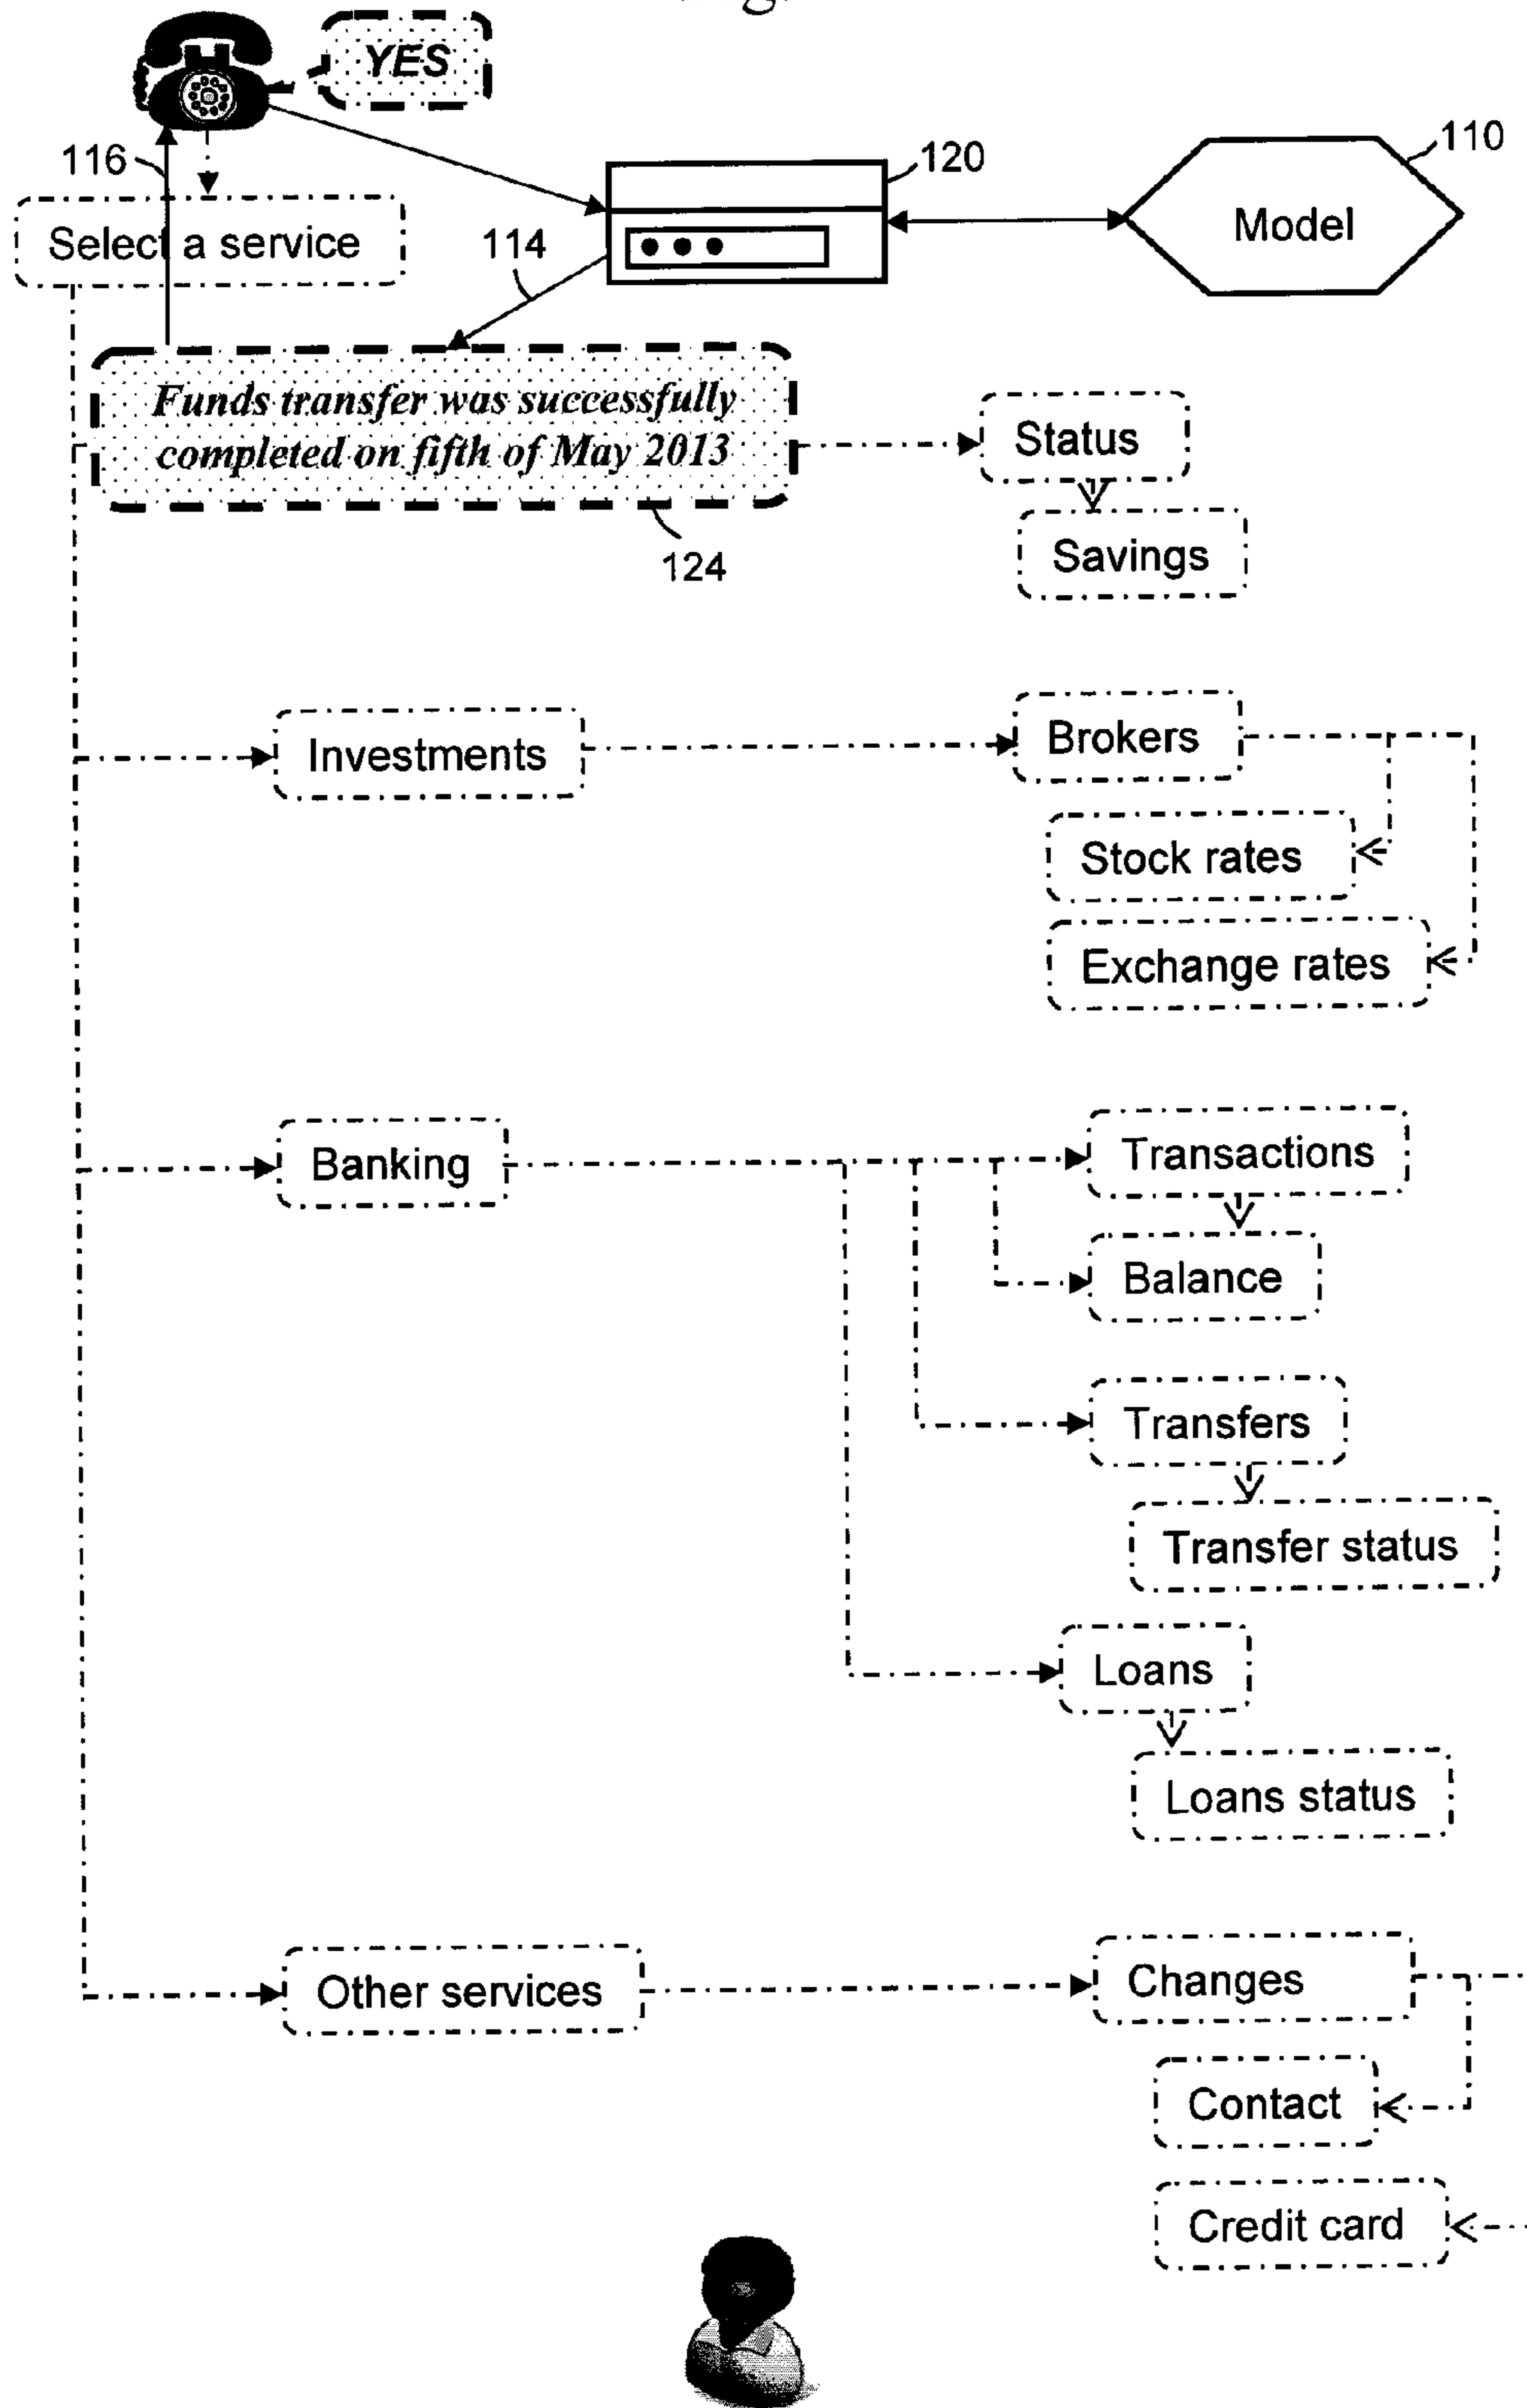 YES
116
120
110
Select a service
114
Model
Funds transfer was successfully
completed on fifth of May 2013
Status
124
Savings
Investments
Brokers
Stock rates
Exchange rates
Banking
Transactions
Balance
Transfers
Transfer status
Loans
Loans status
Other services
Changes
Contact
Credit card